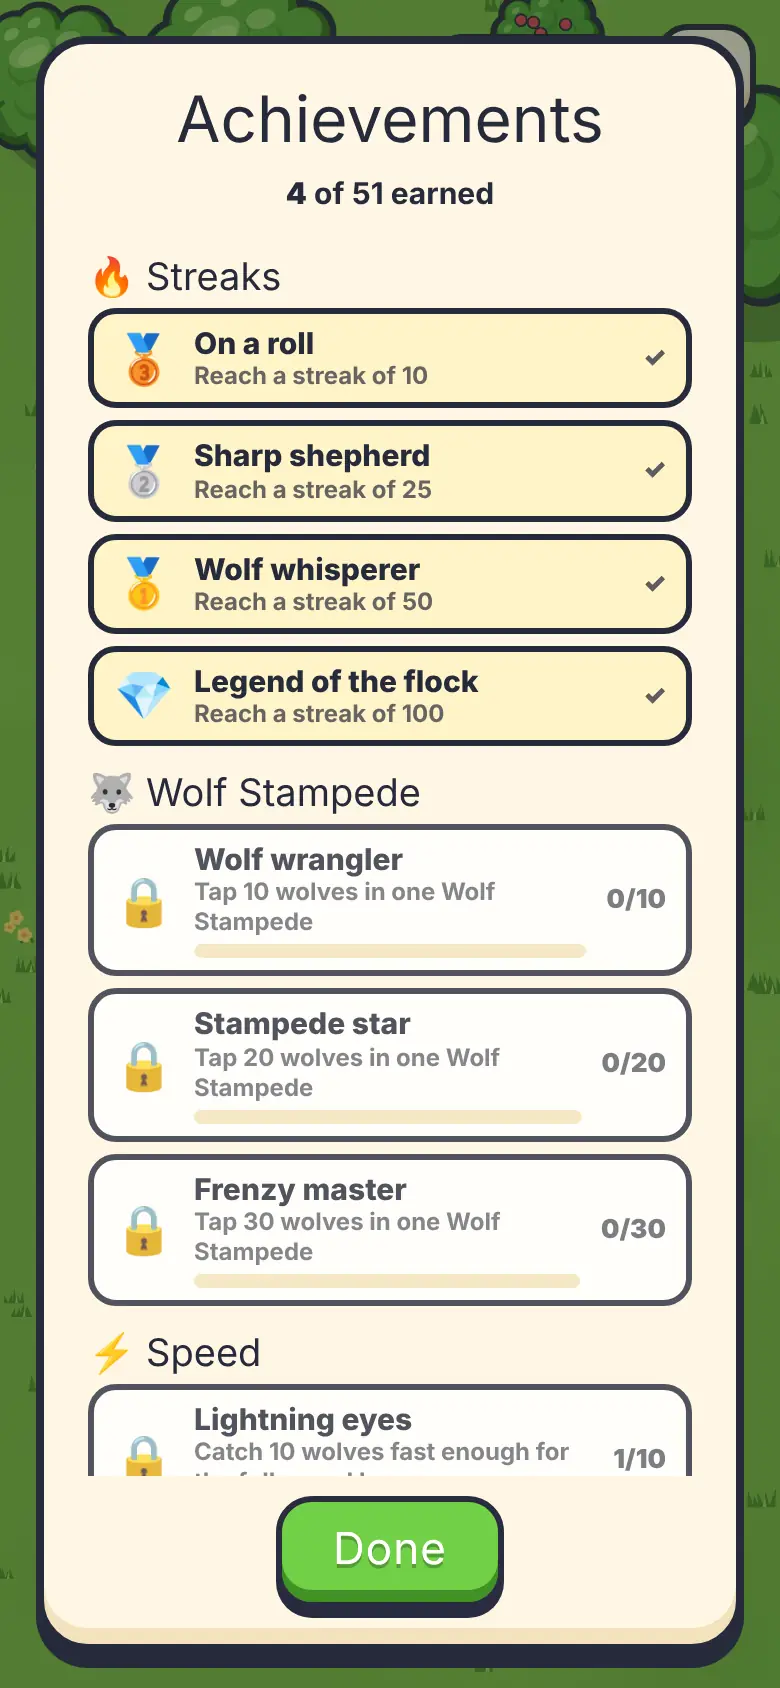 Achievements
4 of 51 earned
🔥 Streaks
On a roll
Reach a streak of 10
✓
Sharp shepherd
Reach a streak of 25
✓
Wolf whisperer
Reach a streak of 50
✓
Legend of the flock
Reach a streak of 100
✓
🐺 Wolf Stampede
Wolf wrangler
Tap 10 wolves in one Wolf
Stampede
0/10
Stampede star
Tap 20 wolves in one Wolf
Stampede
0/20
Frenzy master
Tap 30 wolves in one Wolf
Stampede
0/30
⚡ Speed
Lightning eyes
Catch 10 wolves fast enough for
1/10
Done